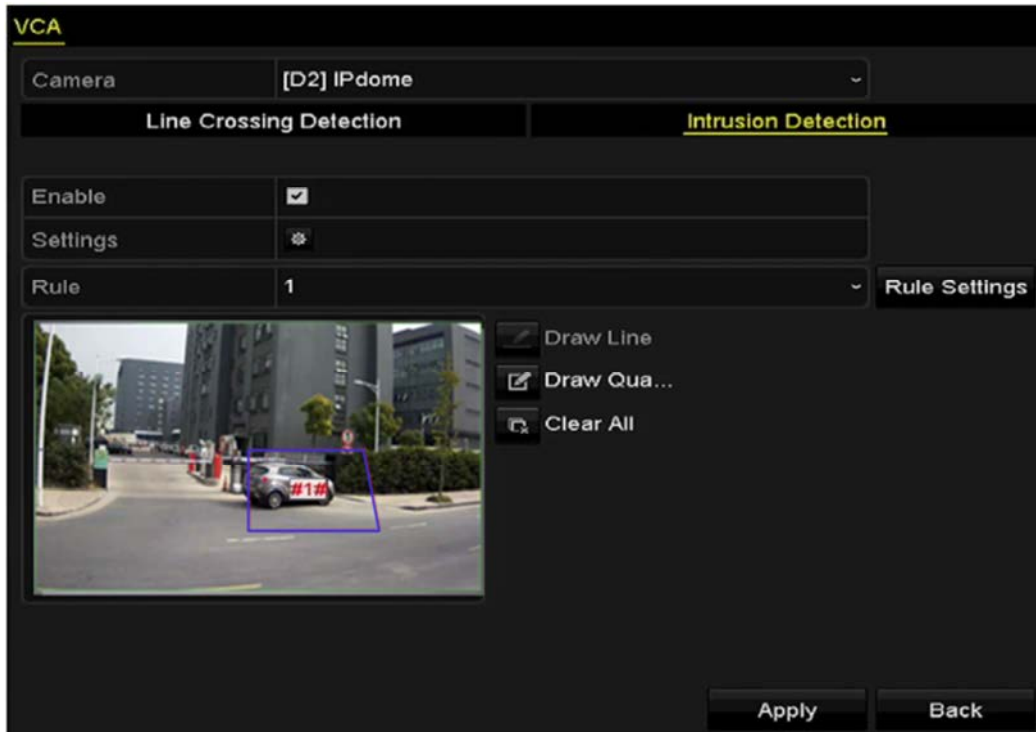 VCA
Camera [D2] IPdome
Line Crossing Detection Intrusion Detection
Enable
Settings
Rule 1 Rule Settings
Draw Line
Draw Qua...
Clear All
#1#
Apply Back